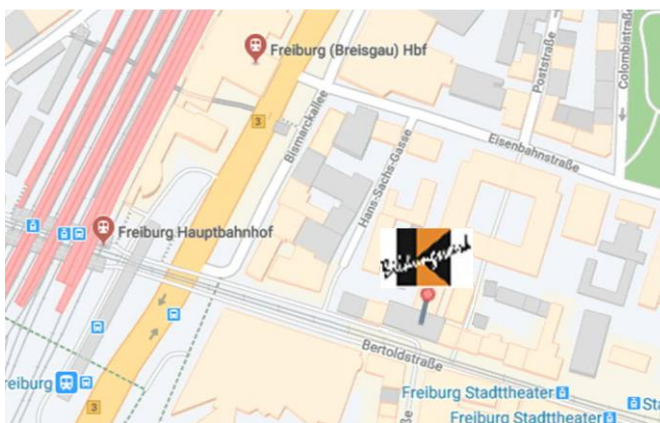 Freiburg (Breisgau) Hbf
Colombistraße
Poststraße
3
Bismarckallee
Eisenbahnstraße
Hans-Sachs-Gasse
Freiburg Hauptbahnhof
K
Bertoldstraße
reiburg
Freiburg Stadttheater
3
Sta
Freiburg Stadttheater